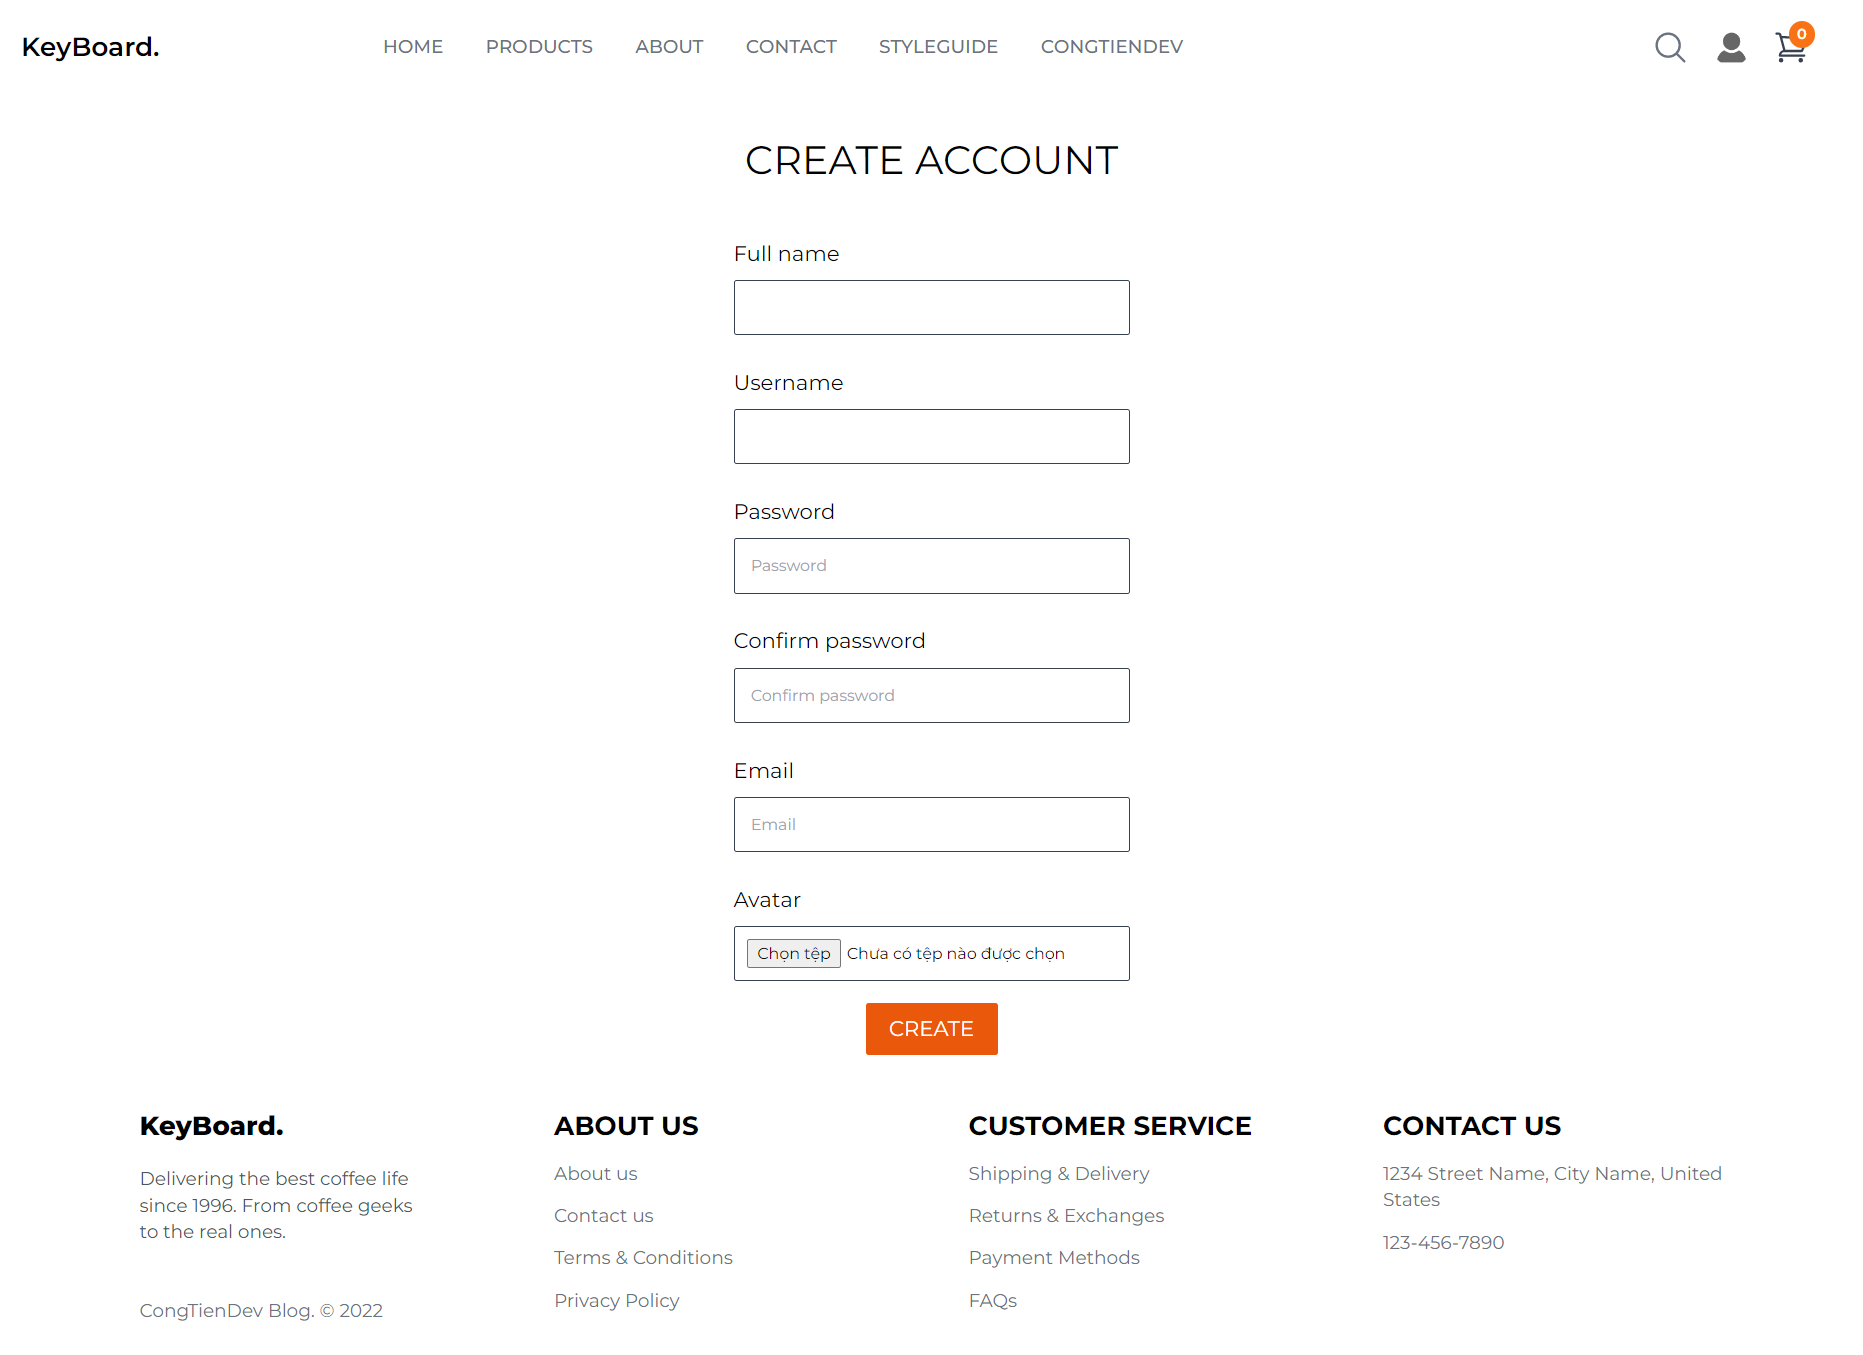 KeyBoard.
HOME PRODUCTS ABOUT CONTACT STYLEGUIDE CONGTIENDEV
0
CREATE ACCOUNT
Full name
Username
Password
Password
Confirm password
Confirm password
Email
Email
Avatar
Chọn tệp Chưa có tệp nào được chọn
CREATE
KeyBoard.
Delivering the best coffee life
since 1996. From coffee geeks
to the real ones.
CongTienDev Blog. © 2022
ABOUT US
About us
Contact us
Terms & Conditions
Privacy Policy
CUSTOMER SERVICE
Shipping & Delivery
Returns & Exchanges
Payment Methods
FAQs
CONTACT US
1234 Street Name, City Name, United
States
123-456-7890